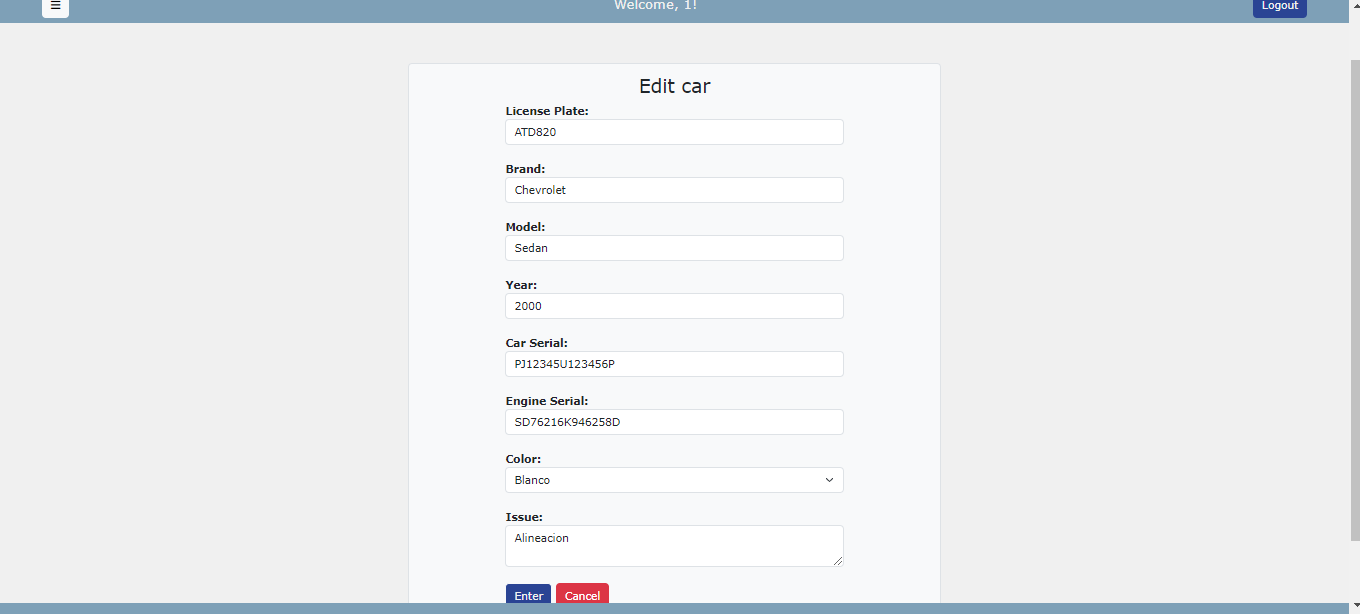 Welcome, 1!
Logout
Edit car
License Plate:
ATD820
Brand:
Chevrolet
Model:
Sedan
Year:
2000
Car Serial:
PJ12345U123456P
Engine Serial:
SD76216K946258D
Color:
Blanco
Issue:
Alineacion
Enter Cancel